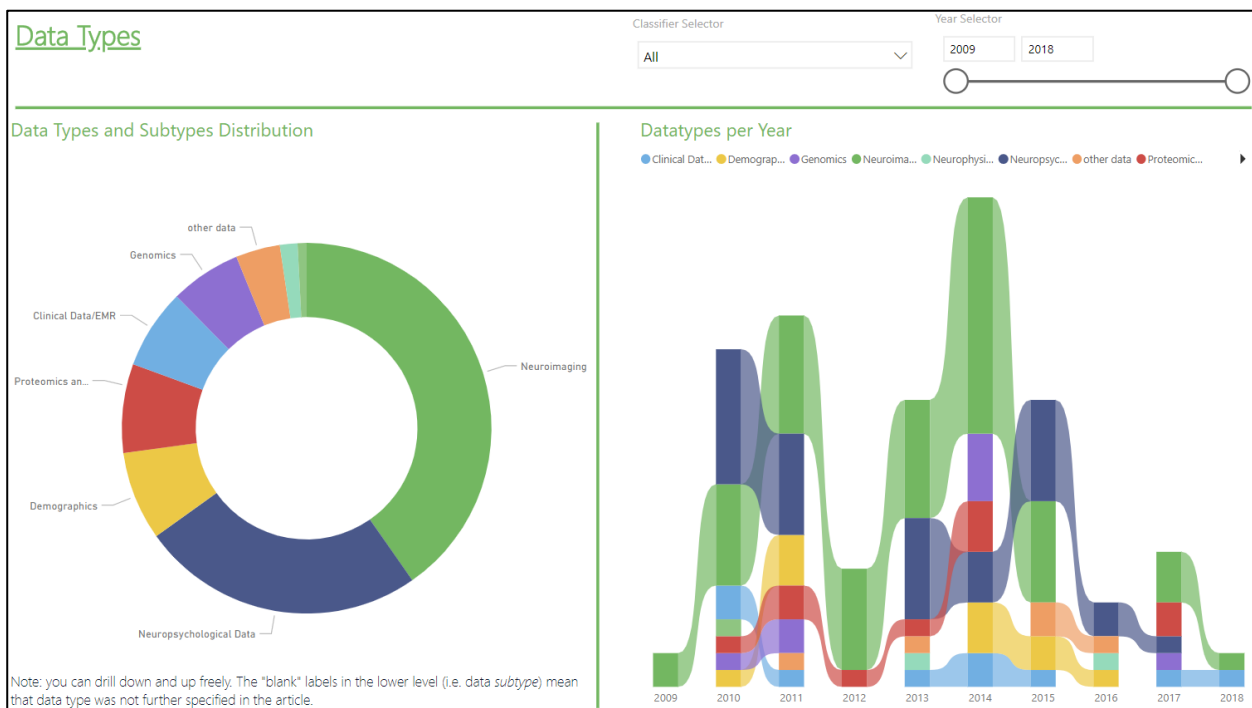 Data Types
Classifier Selector
All
Year Selector
2009
2018
Data Types and Subtypes Distribution
other data
Genomics
Clinical Data/EMR
Proteomics an...
Demographics
Neuropsychological Data
Neuroimaging
Note: you can drill down and up freely. The "blank" labels in the lower level (i.e. data subtype) mean
that data type was not further specified in the article.
Datatypes per Year
Clinical Dat... Demograp... Genomics Neuroima... Neurophysi... Neuropsyc... other data Proteomic...
2009 2010 2011 2012 2013 2014 2015 2016 2017 2018